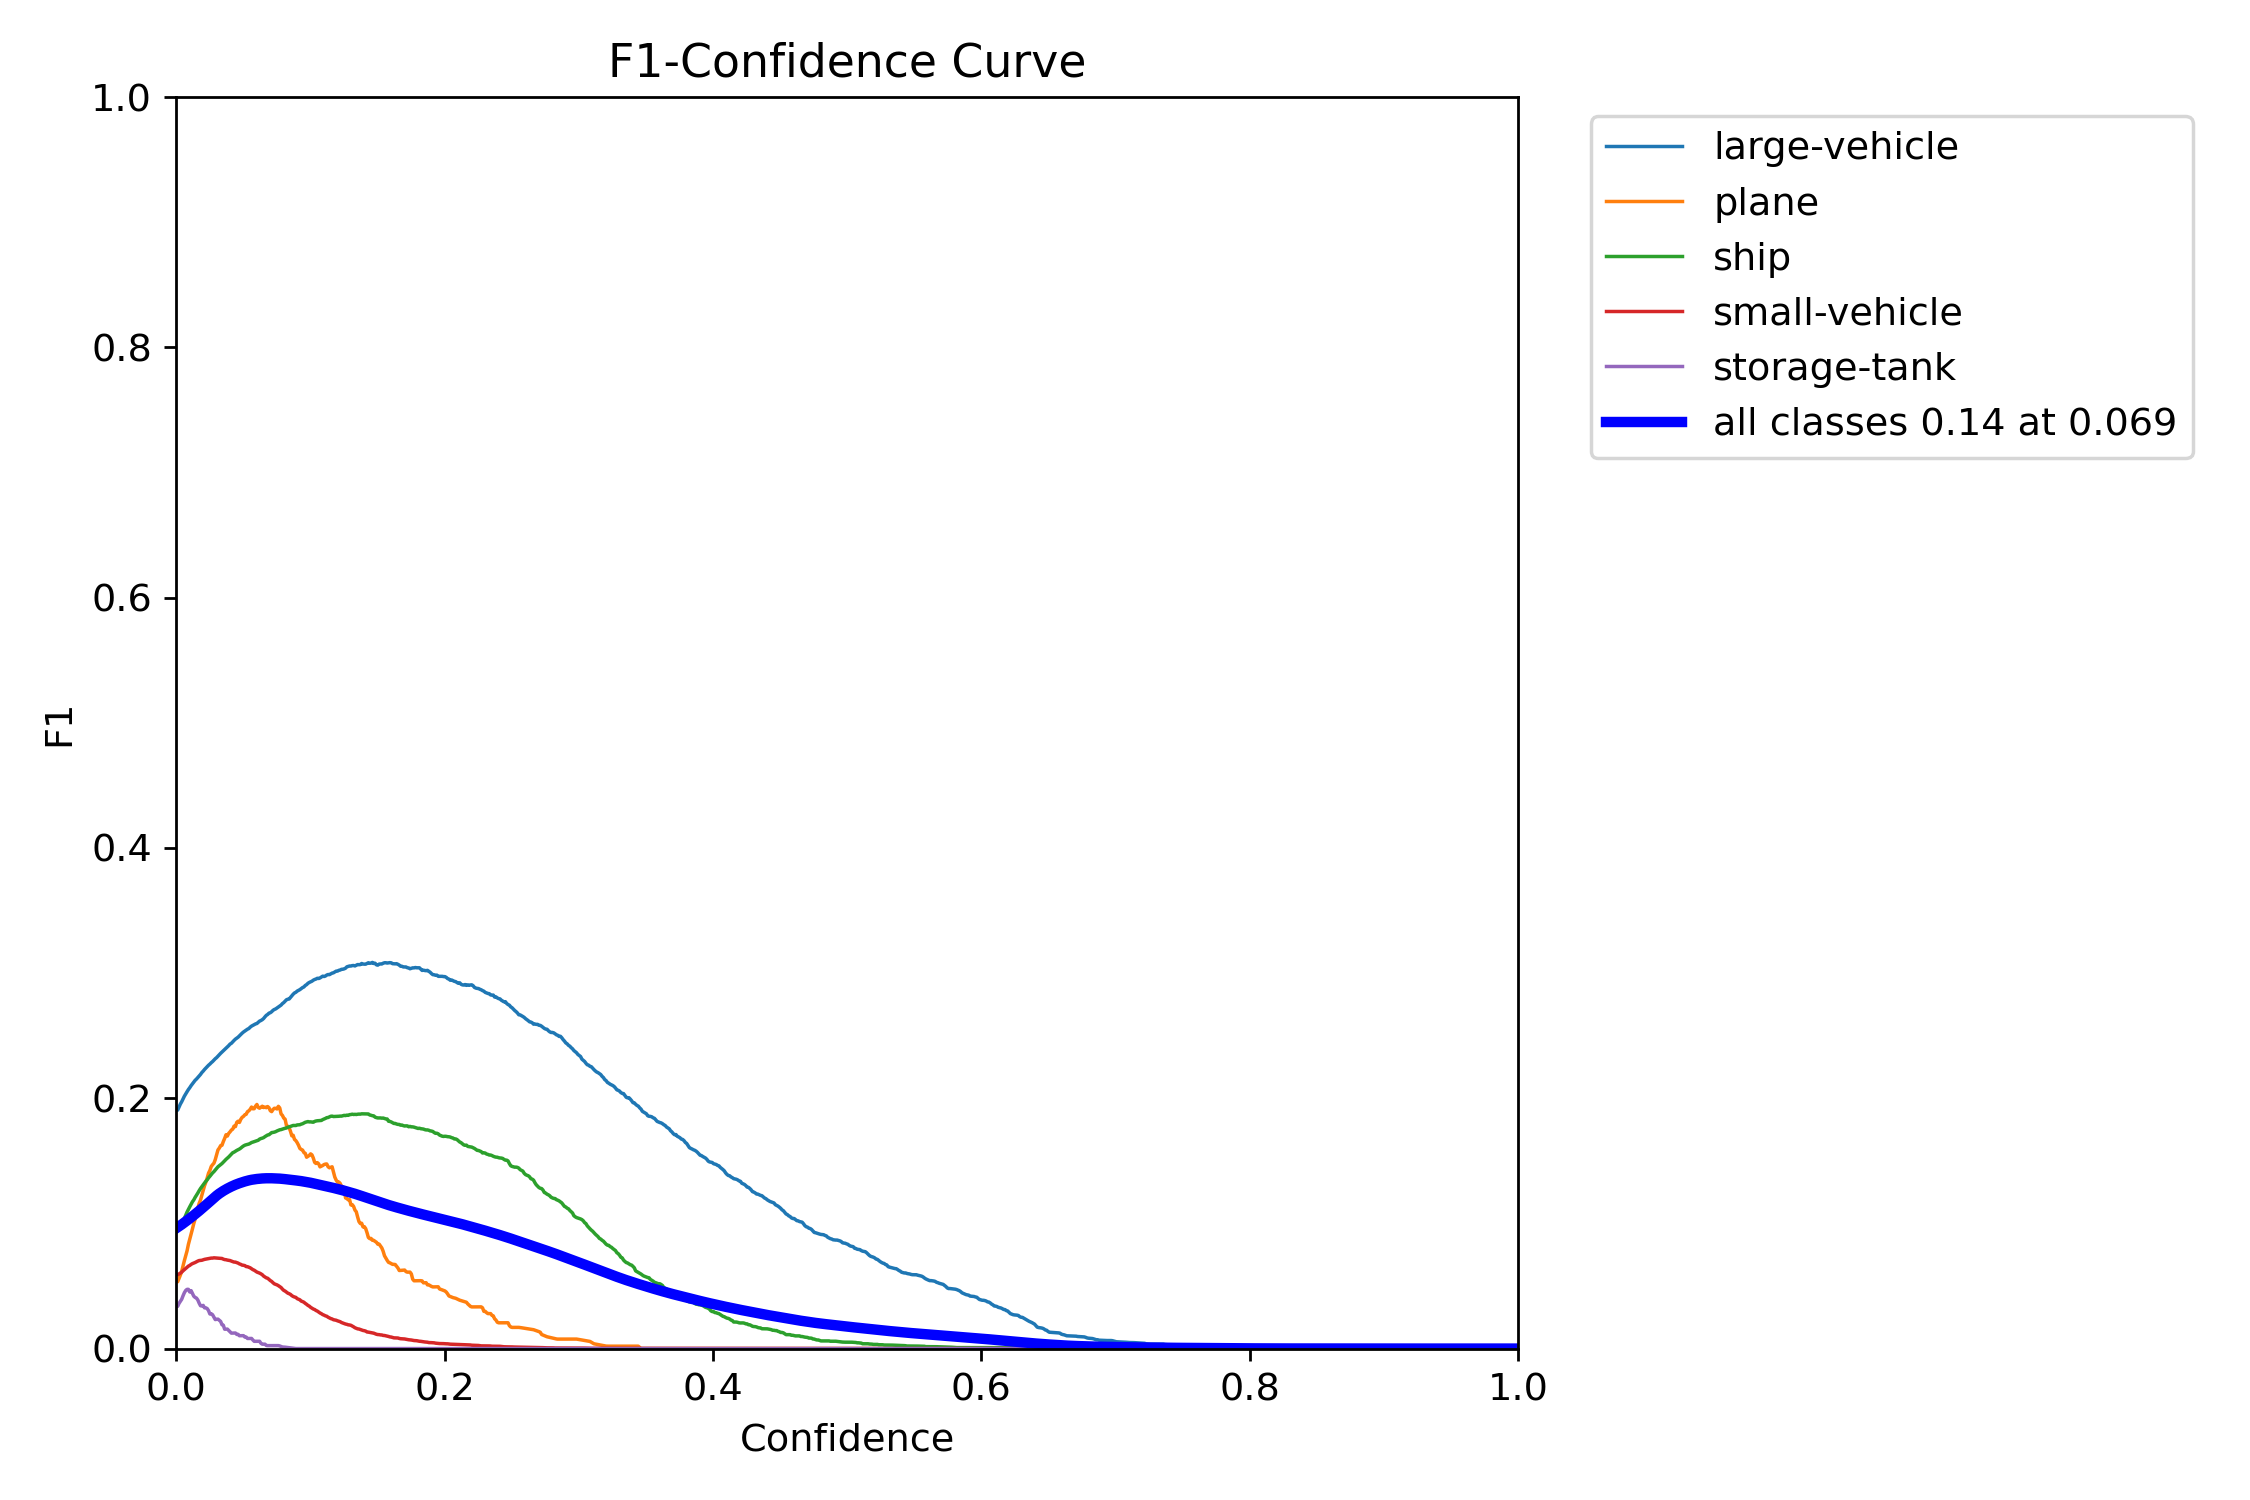 F1-Confidence Curve
1.0
0.8
0.6
0.4
0.2
0.0
F1
0.0 0.2 0.4 0.6 0.8 1.0
Confidence
large-vehicle
plane
ship
small-vehicle
storage-tank
all classes 0.14 at 0.069